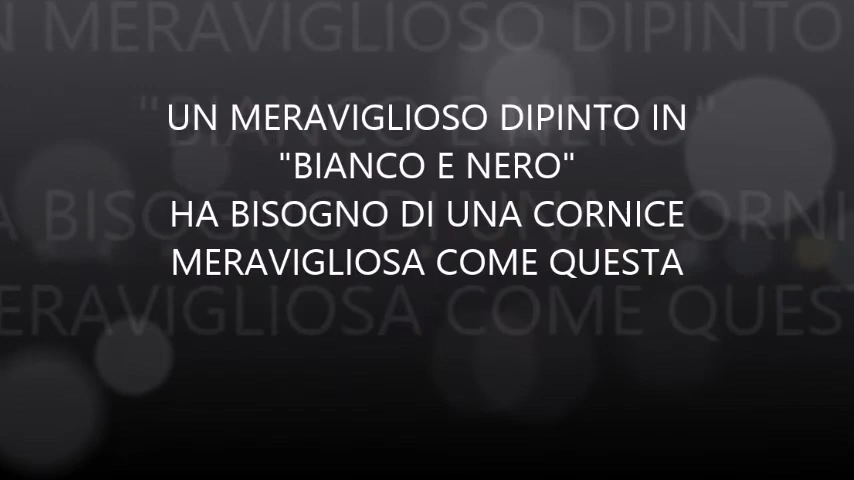 UN MERAVIGLIOSO DIPINTO IN
"BIANCO E NERO"
HA BISOGNO DI UNA CORNICE
MERAVIGLIOSA COME QUESTA